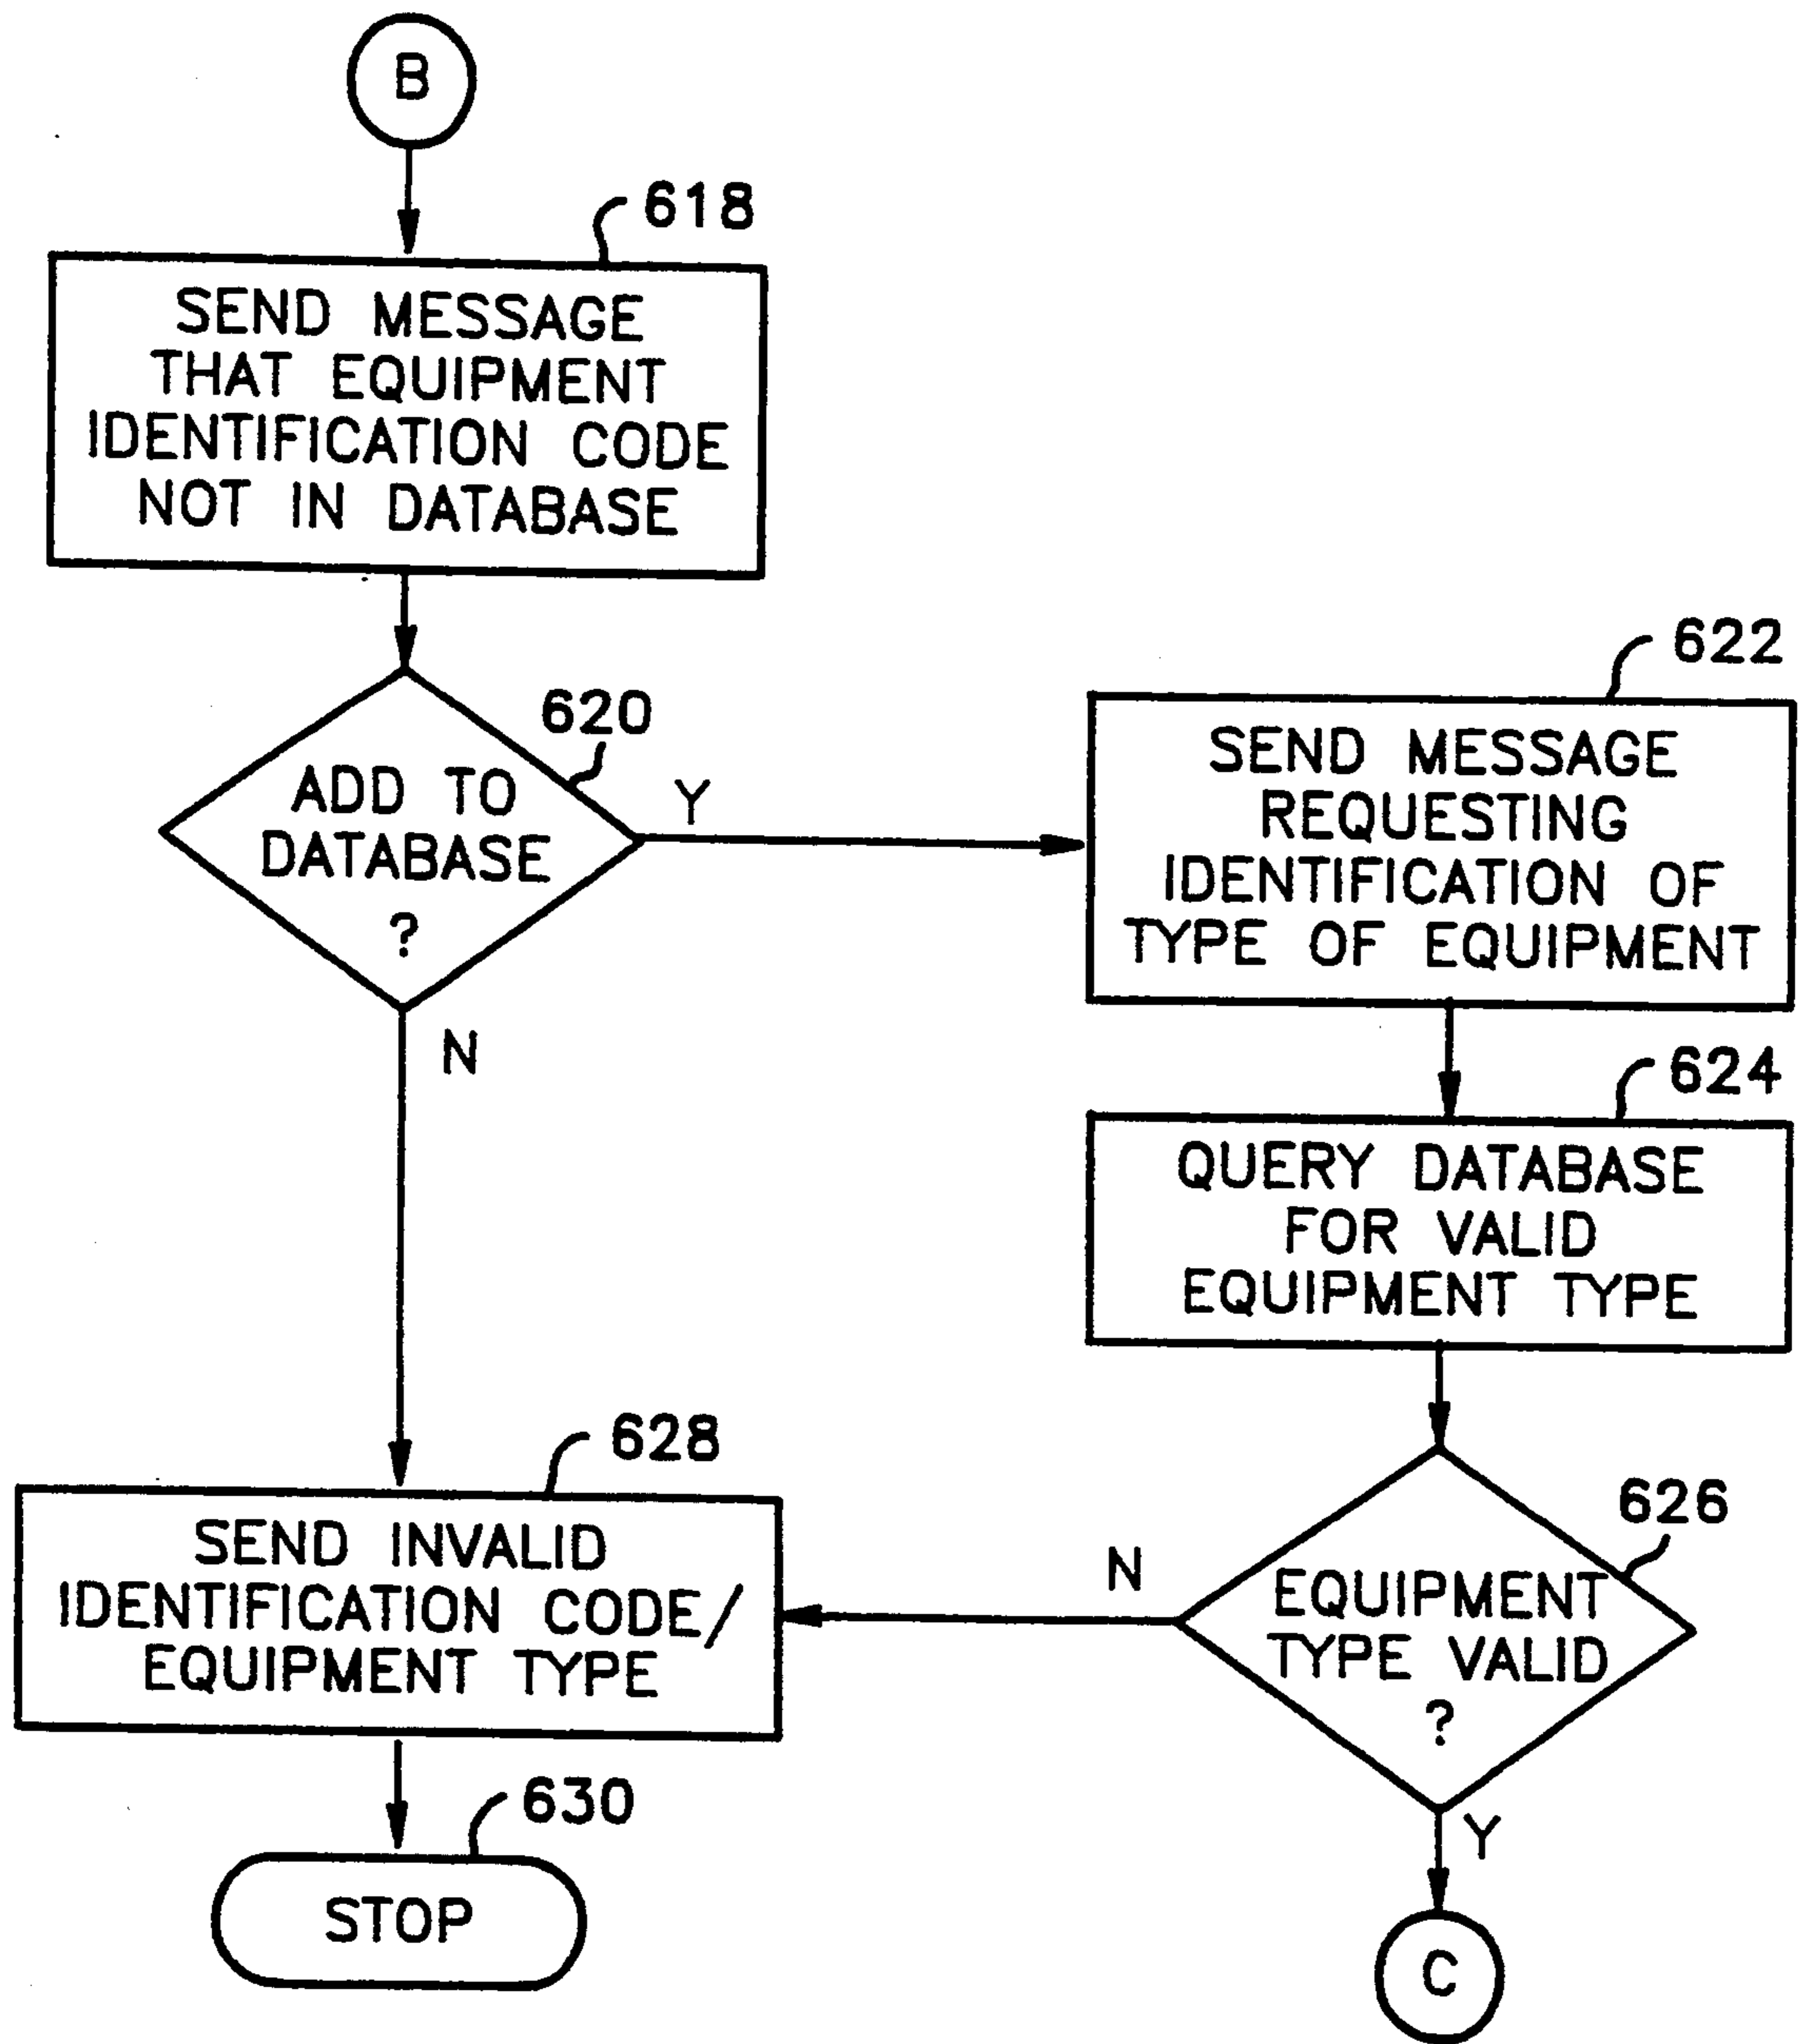 B
618
SEND MESSAGE
THAT EQUIPMENT
IDENTIFICATION CODE
NOT IN DATABASE
620
ADD TO
DATABASE
?
Y
N
622
SEND MESSAGE
REQUESTING
IDENTIFICATION OF
TYPE OF EQUIPMENT
624
QUERY DATABASE
FOR VALID
EQUIPMENT TYPE
626
EQUIPMENT
TYPE VALID
?
N
Y
628
SEND INVALID
IDENTIFICATION CODE/
EQUIPMENT TYPE
630
STOP
C